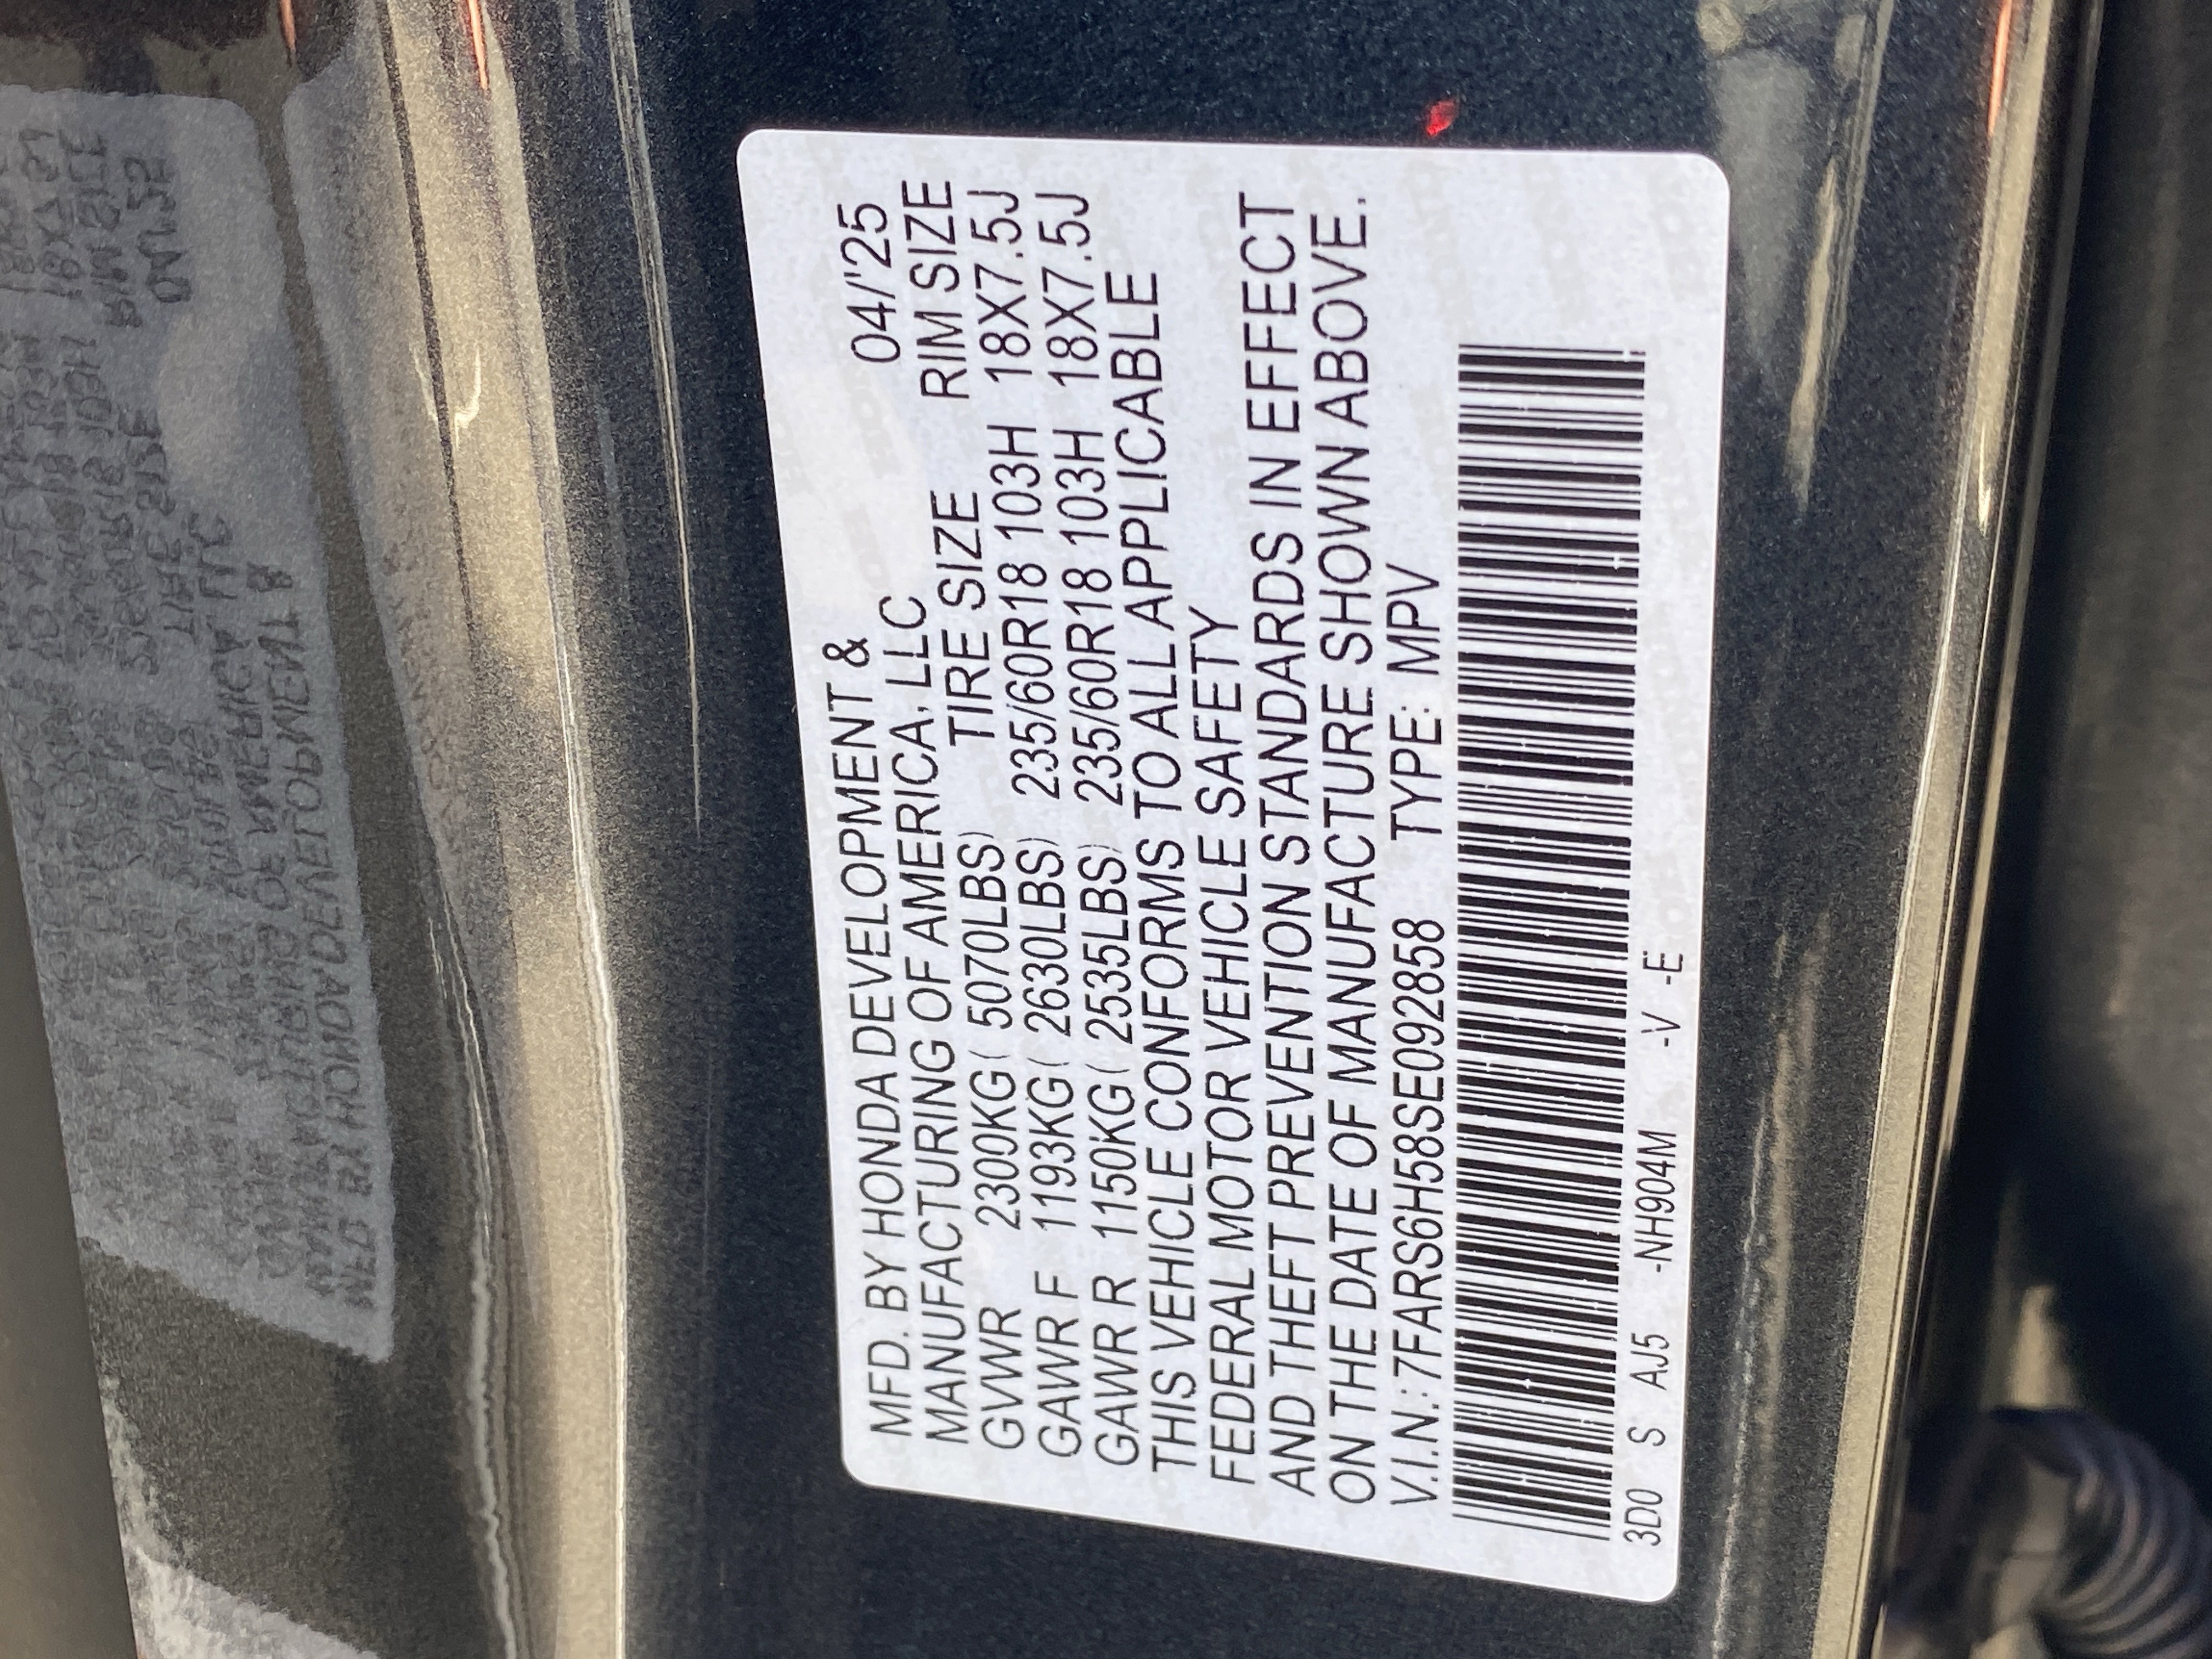 MFD. BY HONDA DEVELOPMENT & 04/'25
MANUFACTURING OF AMERICA, LLC
TIRE SIZE RIM SIZE
GVWR 2300KG( 5070LBS) 235/60R18 103H 18X7.5J
GAWR F 1193KG( 2630LBS) 235/60R18 103H 18X7.5J
GAWR R 1150KG( 2535LBS)
THIS VEHICLE CONFORMS TO ALL APPLICABLE
FEDERAL MOTOR VEHICLE SAFETY
AND THEFT PREVENTION STANDARDS IN EFFECT
ON THE DATE OF MANUFACTURE SHOWN ABOVE.
V.I.N.: 7FARS6H58SE092858 TYPE: MPV
3D0 S AJ5 -NH904M -V -E